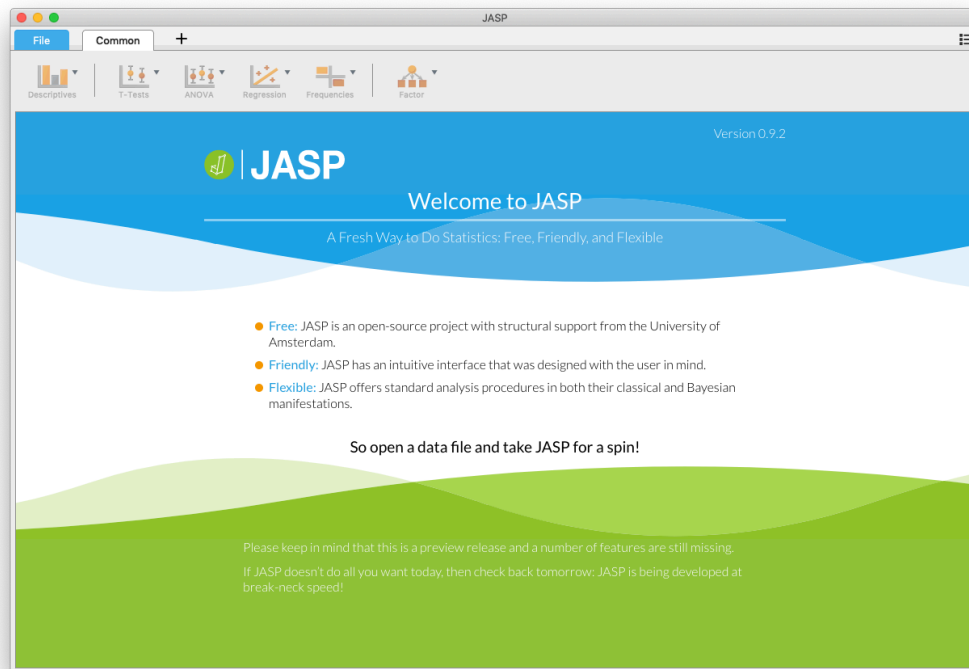 JASP
File
Common
+
Descriptives
T-Tests
ANOVA
Regression
Frequencies
Factor
Version 0.9.2
JASP
Welcome to JASP
A Fresh Way to Do Statistics: Free, Friendly, and Flexible
Free: JASP is an open-source project with structural support from the University of
Amsterdam.
Friendly: JASP has an intuitive interface that was designed with the user in mind.
Flexible: JASP offers standard analysis procedures in both their classical and Bayesian
manifestations.
So open a data file and take JASP for a spin!
Please keep in mind that this is a preview release and a number of features are still missing.
If JASP doesn't do all you want today, then check back tomorrow: JASP is being developed at
break-neck speed!